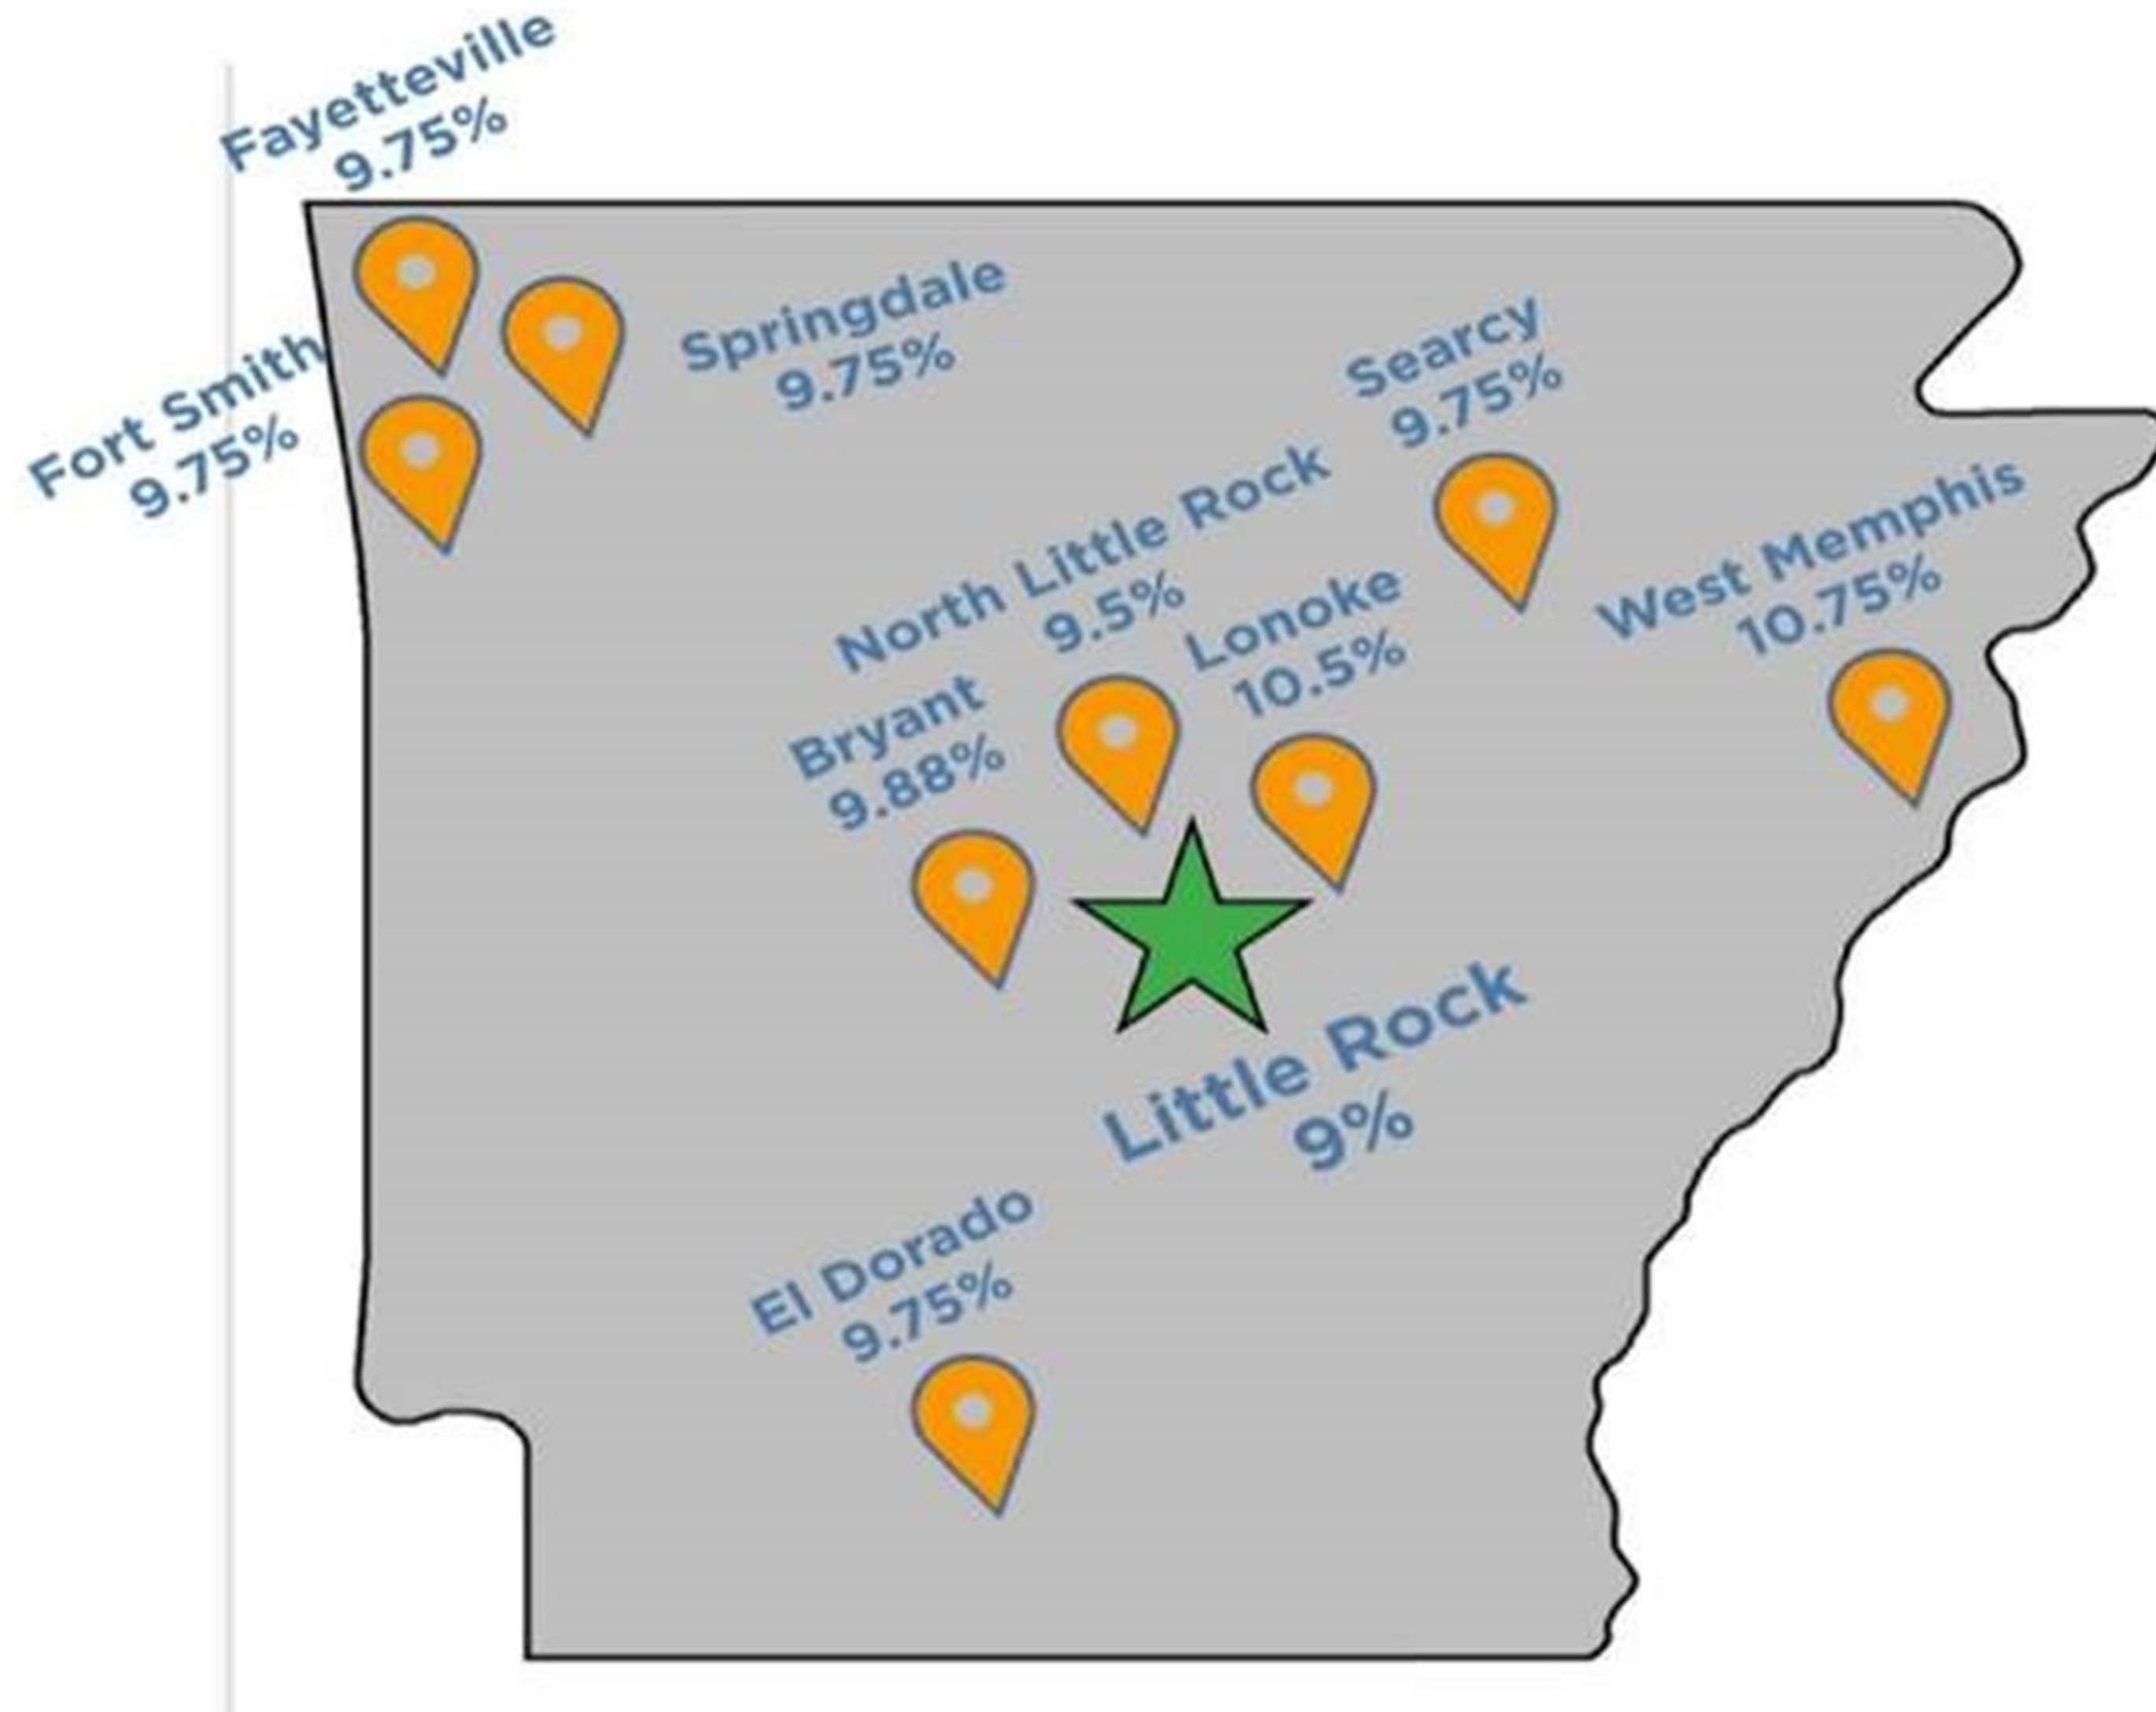 Fayetteville
9.75%
Springdale
9.75%
Fort Smith
9.75%
Searcy
9.75%
North Little Rock
9.5%
West Memphis
10.75%
Lonoke
10.5%
Bryant
9.88%
Little Rock
9%
El Dorado
9.75%